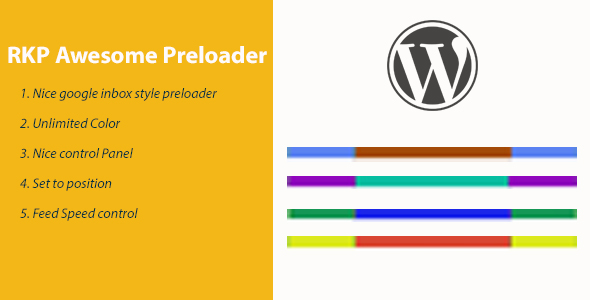 RKP Awesome Preloader
1. Nice google inbox style preloader
2. Unlimited Color
3. Nice control Panel
4. Set to position
5. Feed Speed control